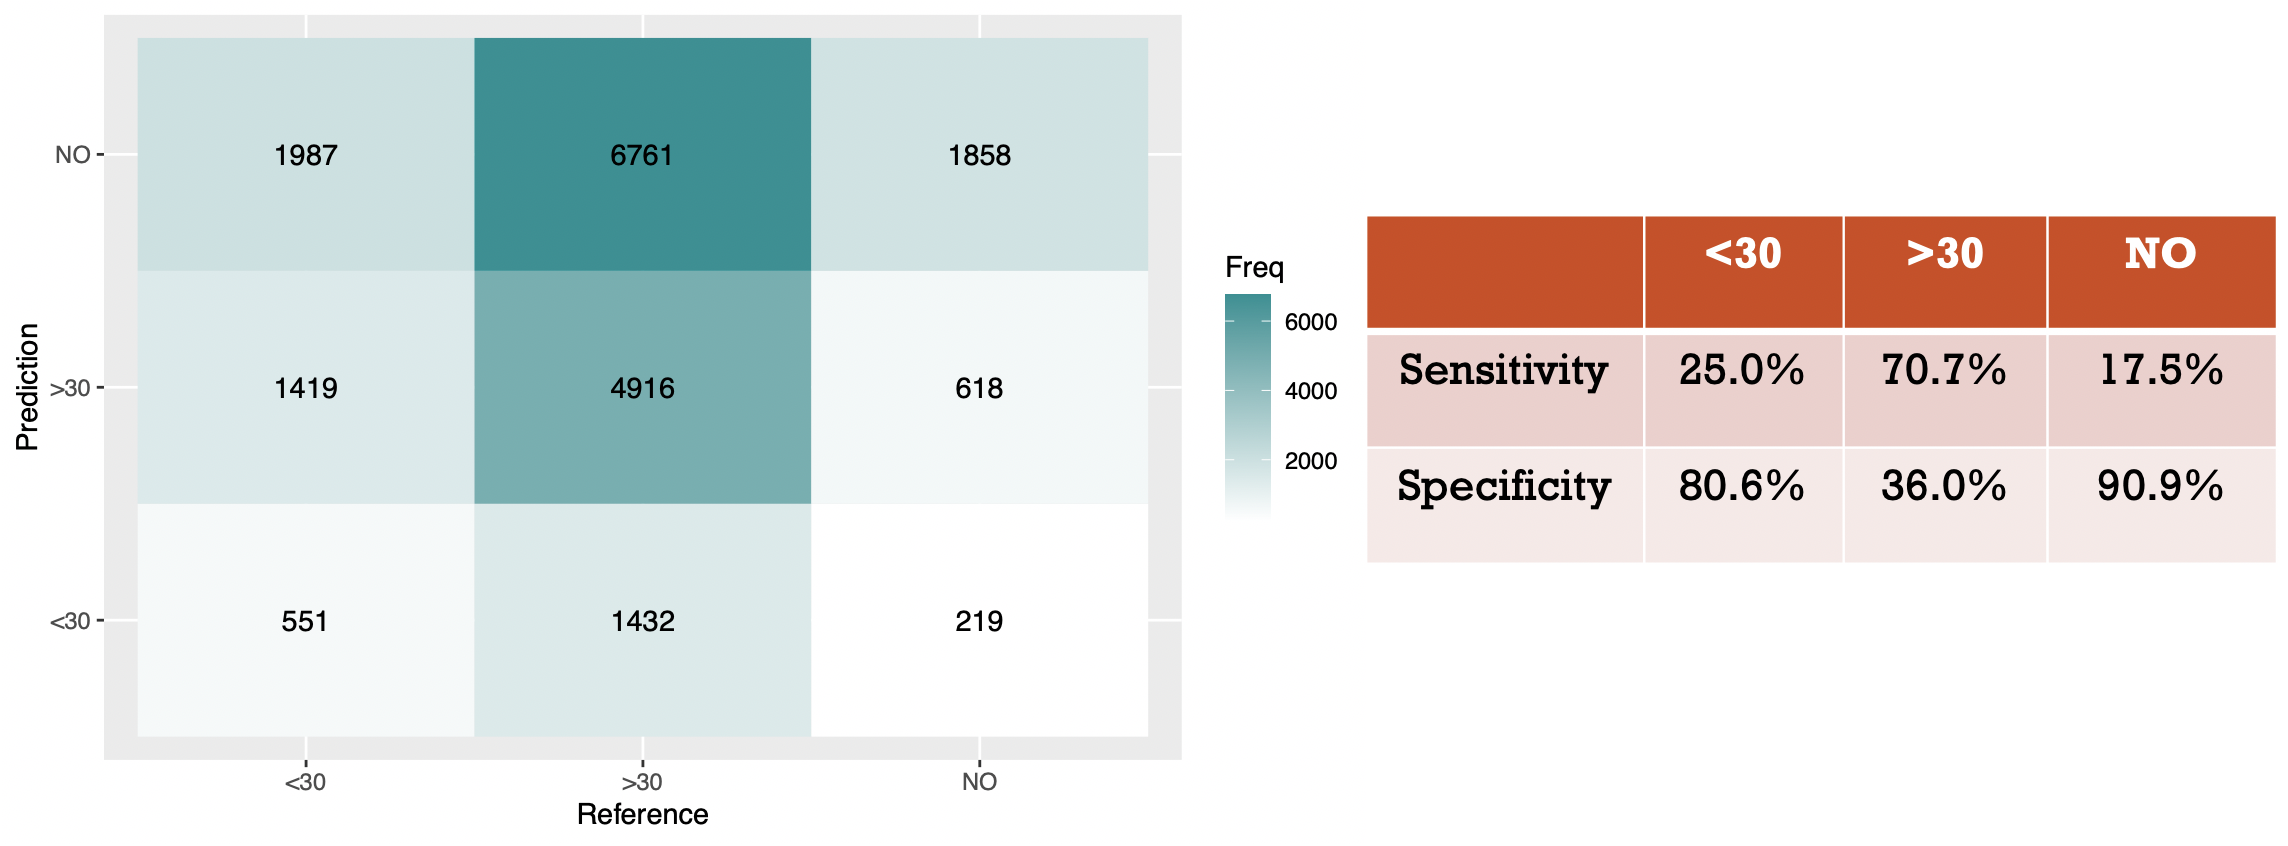 NO
1987
6761
1858
>30
1419
4916
618
<30
551
1432
219
<30
>30
NO
Prediction
Reference
Freq
6000
4000
2000
<30 >30 NO
Sensitivity 25.0% 70.7% 17.5%
Specificity 80.6% 36.0% 90.9%